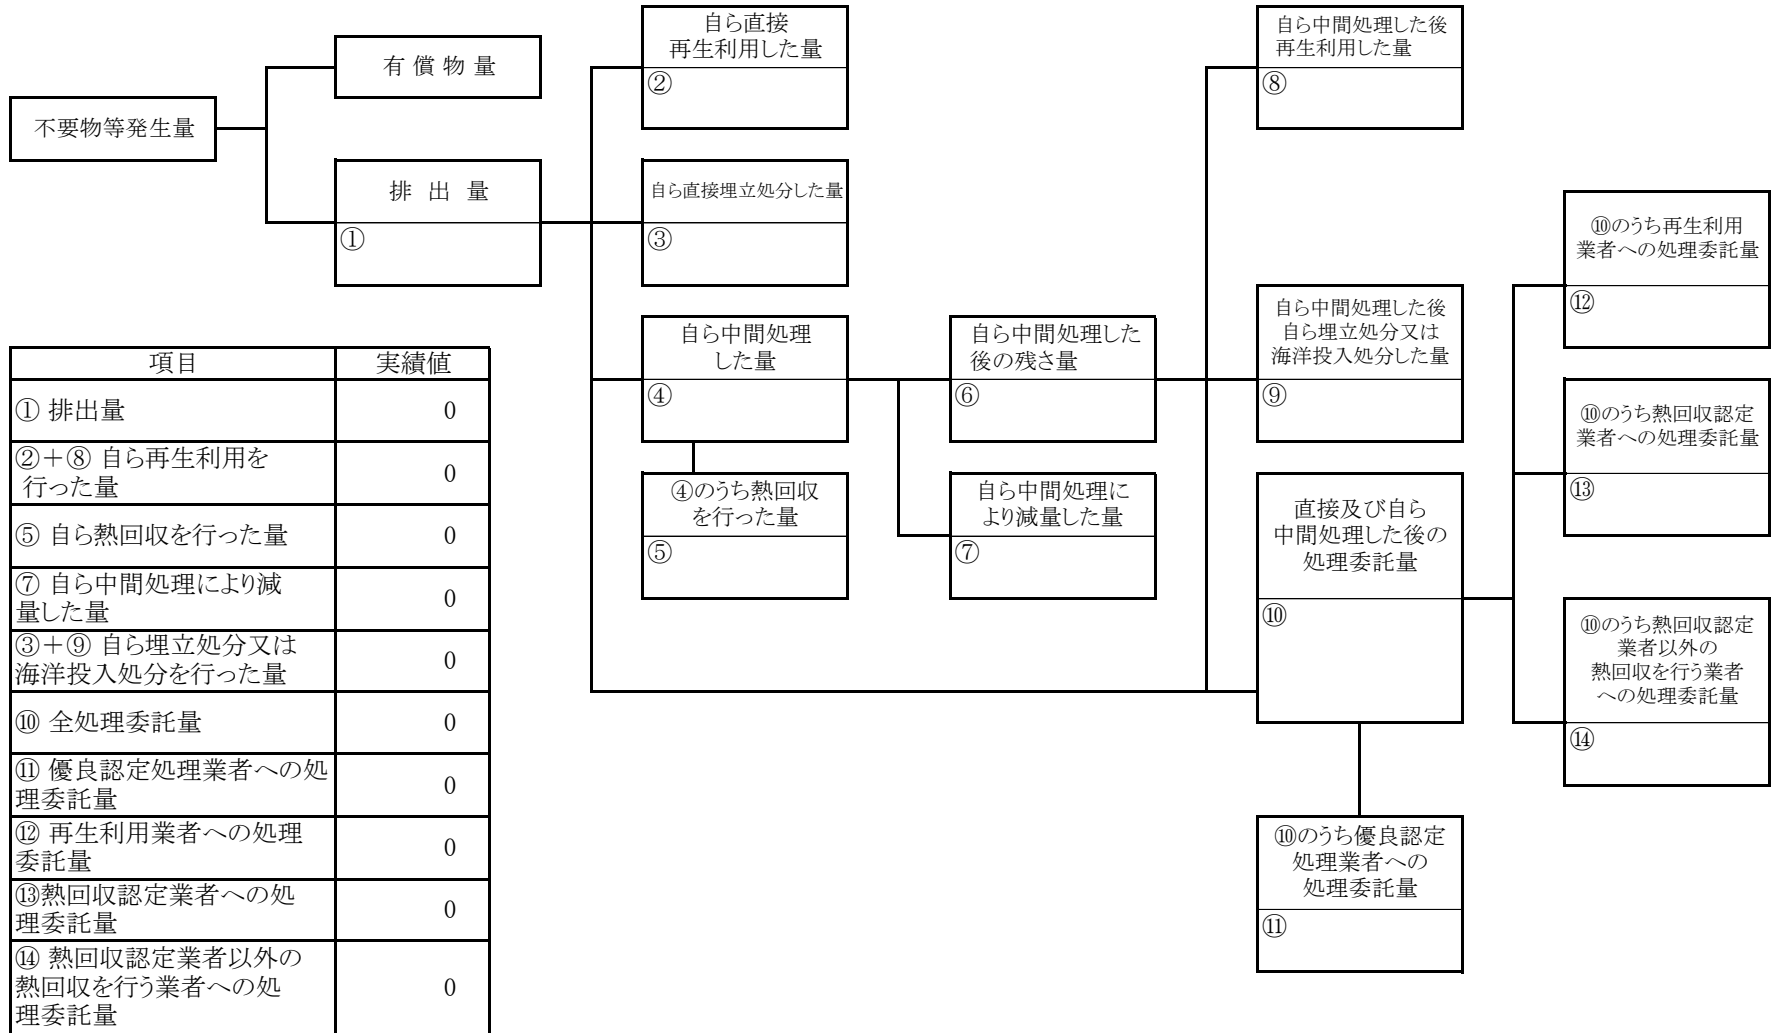 不要物等発生量
有償物量
排出量
①
自ら直接
再生利用した量
②
自ら直接埋立処分した量
③
自ら中間処理
した量
④
④のうち熱回収
を行った量
⑤
自ら中間処理した
後の残さ量
⑥
自ら中間処理に
より減量した量
⑦
自ら中間処理した後
再生利用した量
⑧
自ら中間処理した後
自ら埋立処分又は
海洋投入処分した量
⑨
直接及び自ら
中間処理した後の
処理委託量
⑩
⑩のうち優良認定
処理業者への
処理委託量
⑪
⑩のうち再生利用
業者への処理委託量
⑫
⑩のうち熱回収認定
業者への処理委託量
⑬
⑩のうち熱回収認定
業者以外の
熱回収を行う業者
への処理委託量
⑭
項目 実績値
① 排出量 0
②+⑧ 自ら再生利用を
行った量 0
⑤ 自ら熱回収を行った量 0
⑦ 自ら中間処理により減
量した量 0
③+⑨ 自ら埋立処分又は
海洋投入処分を行った量 0
⑩ 全処理委託量 0
⑪ 優良認定処理業者への処
理委託量 0
⑫ 再生利用業者への処理
委託量 0
⑬熱回収認定業者への処
理委託量 0
⑭ 熱回収認定業者以外の
熱回収を行う業者への処
理委託量 0